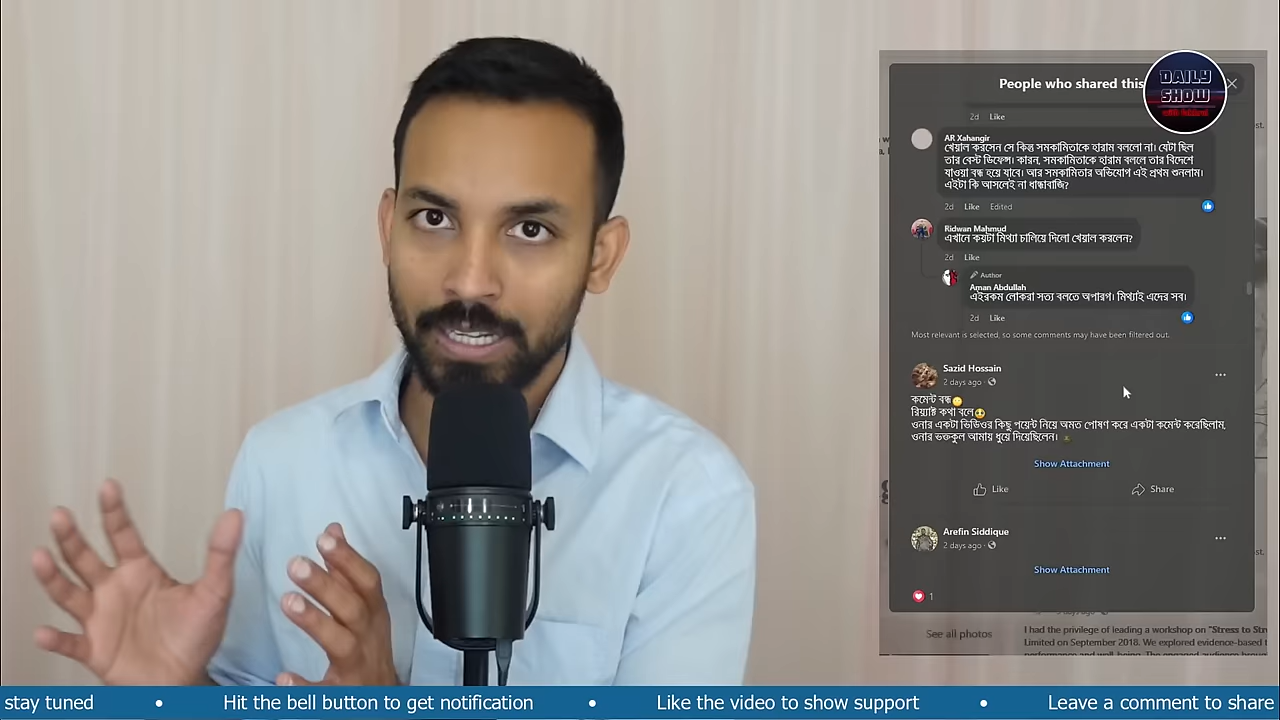 DAILY
SHOW
People who shared this
2d Like
AR Xahangir
খেয়াল করসেন সে কিন্ত সমকামিতাকে হারাম বললো না। যেটা ছিল
তার বেস্ট ডিফেন্স। কারন, সমকামিতাকে হারাম বললে তার বিদেশে
যাওয়া বন্ধ হয়ে যাবে। আর সমকামিতার অভিযোগ এই প্রথম শুনলাম।
এইটা কি আসলেই না ধান্ধাবাজি?
2d Like Edited
Ridwan Mahmud
এখানে কয়টা মিথ্যা চালিয়ে দিলো খেয়াল করলেন?
2d Like
Author
Aman Abdullah
এইরকম লোকরা সত্য বলতে অপারগ। মিথ্যাই এদের সব।
2d Like
Most relevant is selected, so some comments may have been filtered out.
Sazid Hossain
2 days ago
কমেন্ট বন্ধ
রিয়্যাক্ট কথা বলে
ওনার একটা ভিডিওর কিছু পয়েন্ট নিয়ে অমত পোষণ করে একটা কমেন্ট করেছিলাম,
ওনার ভক্তকুল আমায় ধুয়ে দিয়েছিলেন।
Show Attachment
Like Share
Arefin Siddique
2 days ago
Show Attachment
1
See all photos
I had the privilege of leading a workshop on "Stress to Str
Limited on September 2018. We explored evidence-based t
stay tuned • Hit the bell button to get notification • Like the video to show support • Leave a comment to share